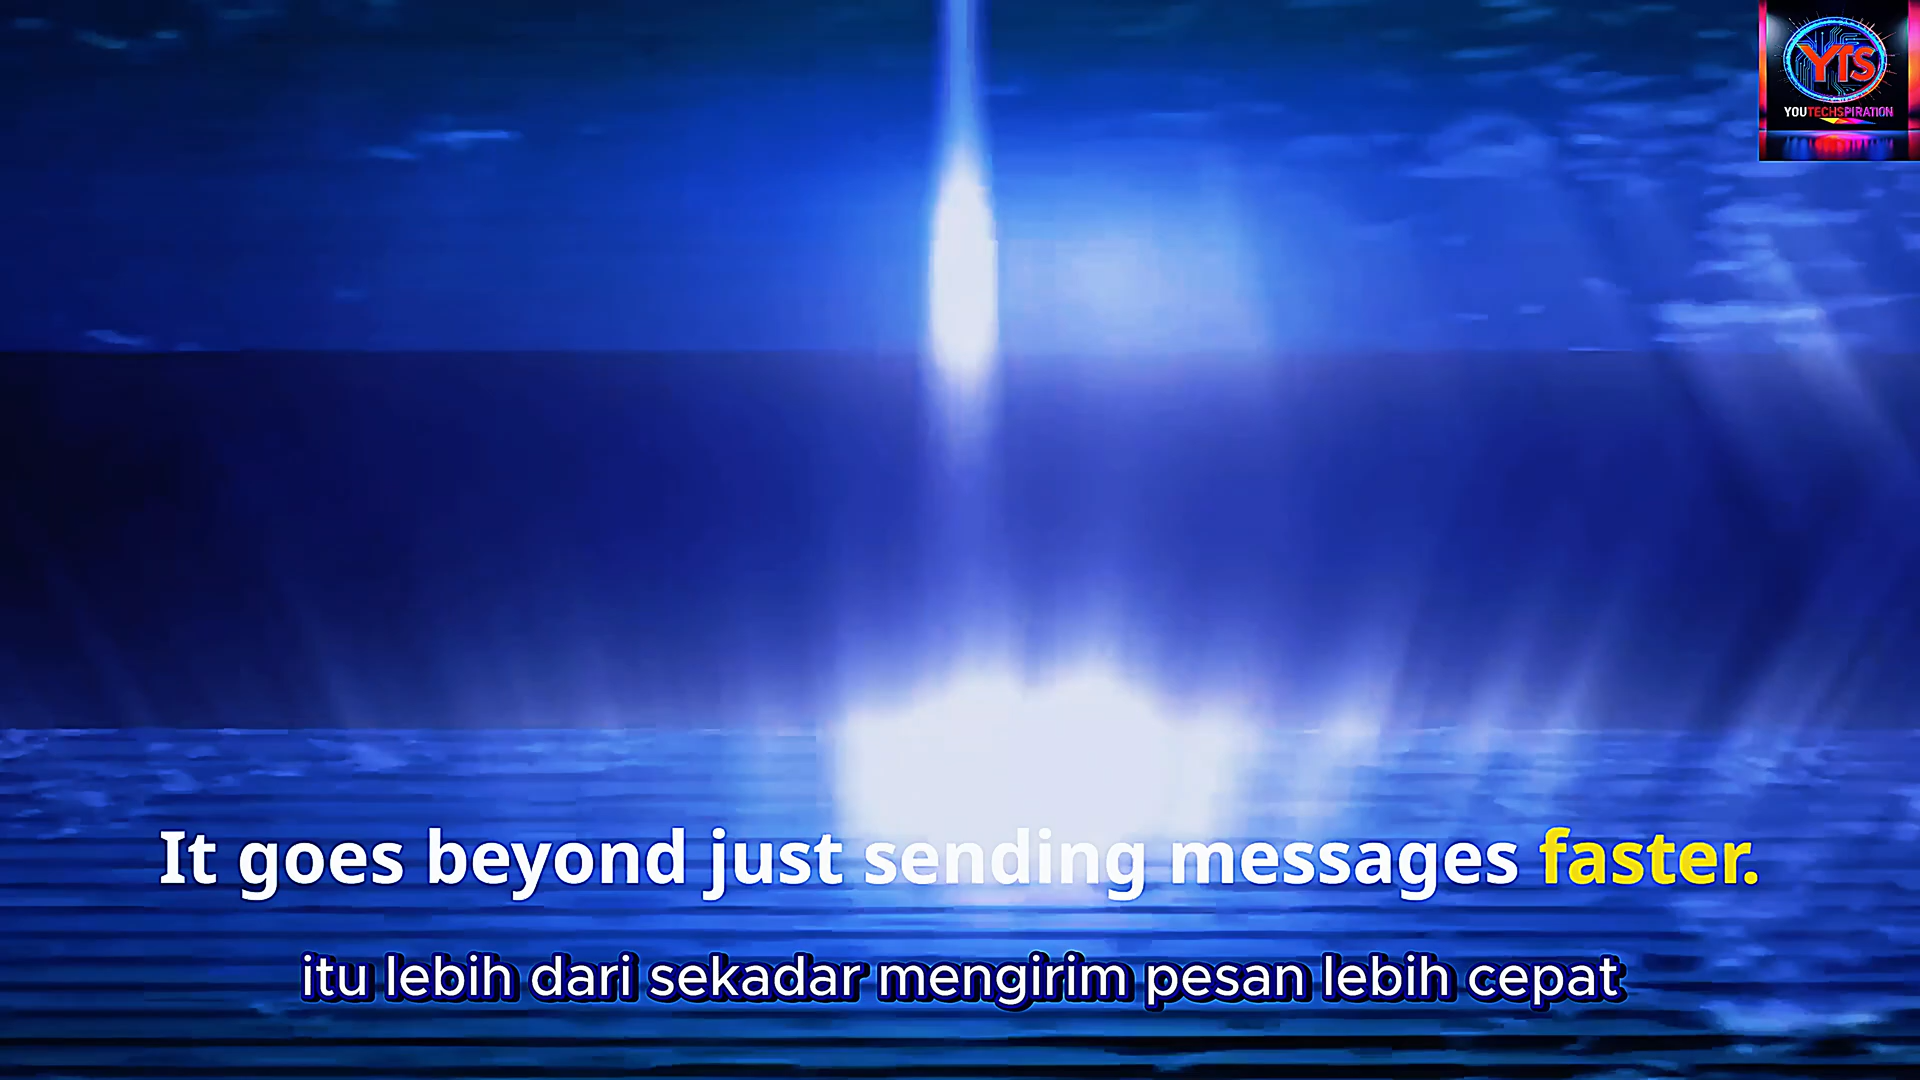 YTS
YOUTECHSPIRATION
It goes beyond just sending messages faster.
itu lebih dari sekadar mengirim pesan lebih cepat